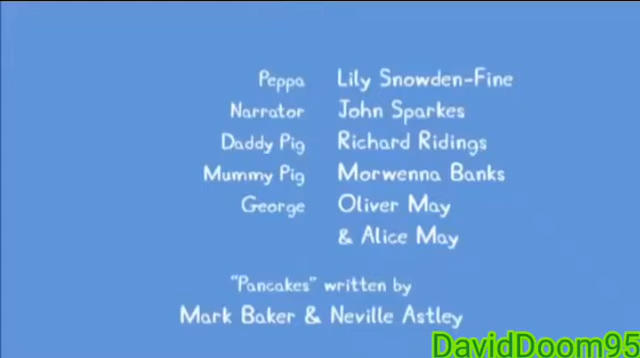 Peppa Lily Snowden-Fine
Narrator John Sparkes
Daddy Pig Richard Ridings
Mummy Pig Morwenna Banks
George Oliver May
& Alice May
"Pancakes" written by
Mark Baker & Neville Astley
DavidDoom95